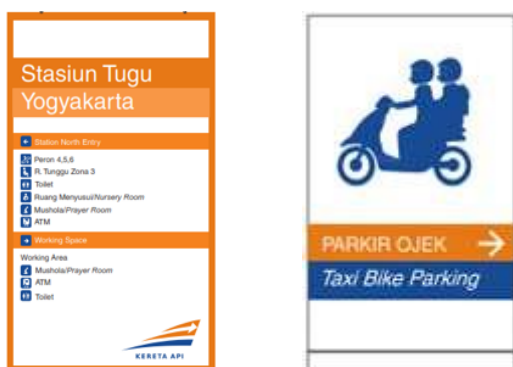 Stasiun Tugu
Yogyakarta
Station North Entry
Peron 4,5,6
R. Tunggu Zona 3
Toilet
Ruang Menyusui/Nursery Room
Mushola/Prayer Room
ATM
Working Space
Working Area
Mushola/Prayer Room
ATM
Toilet
KERETA API
PARKIR OJEK
Taxi Bike Parking